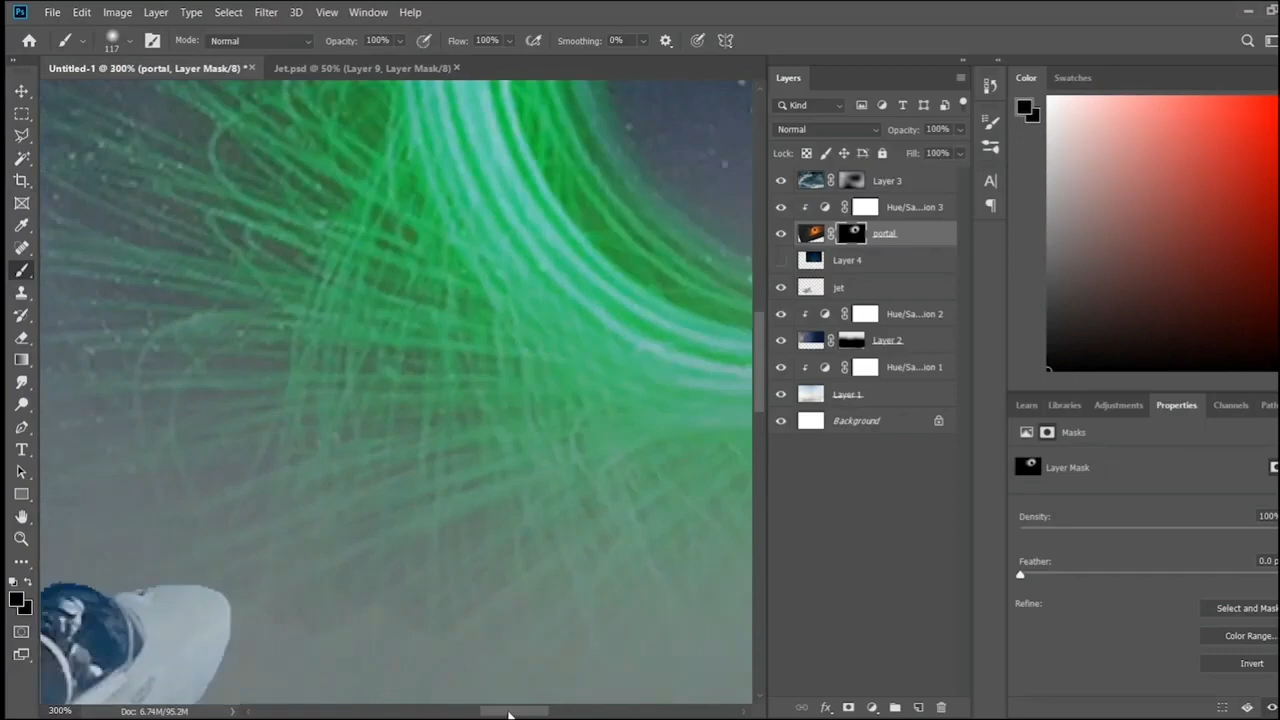 Ps File Edit Image Layer Type Select Filter 3D View Window Help
117 Mode: Normal Opacity: 100% Flow: 100% Smoothing: 0%
Untitled-1 @ 300% (portal, Layer Mask/8) * × Jet.psd @ 50% (Layer 9, Layer Mask/8) ×
Layers
Kind
Normal Opacity: 100%
Lock: Fill: 100%
Layer 3
Hue/Sa...ion 3
portal
Layer 4
jet
Hue/Sa...ion 2
Layer 2
Hue/Sa...ion 1
Layer 1
Background
Color Swatches
Learn Libraries Adjustments Properties Channels Path
Masks
Layer Mask
Density: 100%
Feather: 0.0 p
Refine: Select and Mask
Color Range...
Invert
300% Doc: 6.74M/95.2M